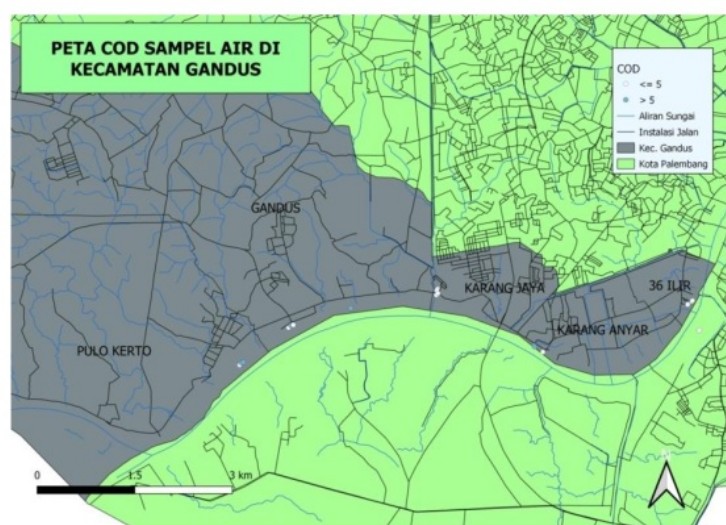 PETA COD SAMPEL AIR DI
KECAMATAN GANDUS
COD
<= 5
> 5
Aliran Sungai
Instalasi Jalan
Kec. Gandus
Kota Palembang
GANDUS
KARANG JAYA
36 ILIR
KARANG ANYAR
PULO KERTO
0 1.5 3 km